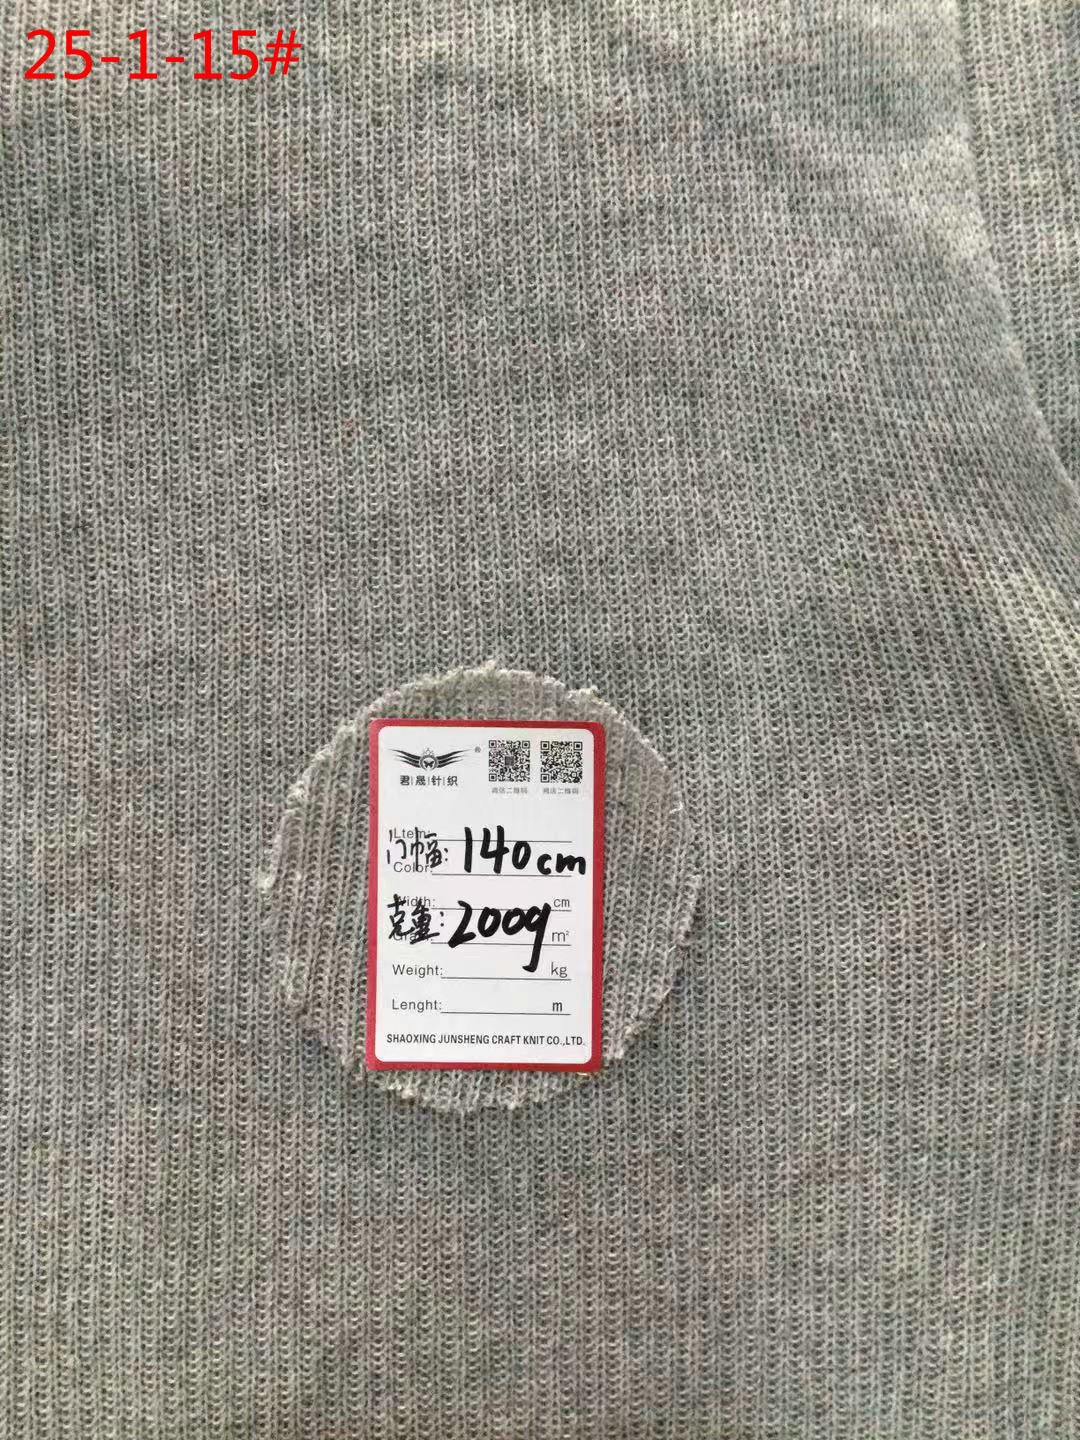 25-1-15#
®
君|晟|针|织
Ltem:
门幅: 140cm
Color:
Width: cm
克重: 200g
m²
Weight: kg
Lenght: m
SHAOXING JUNSHENG CRAFT KNIT CO.,LTD.